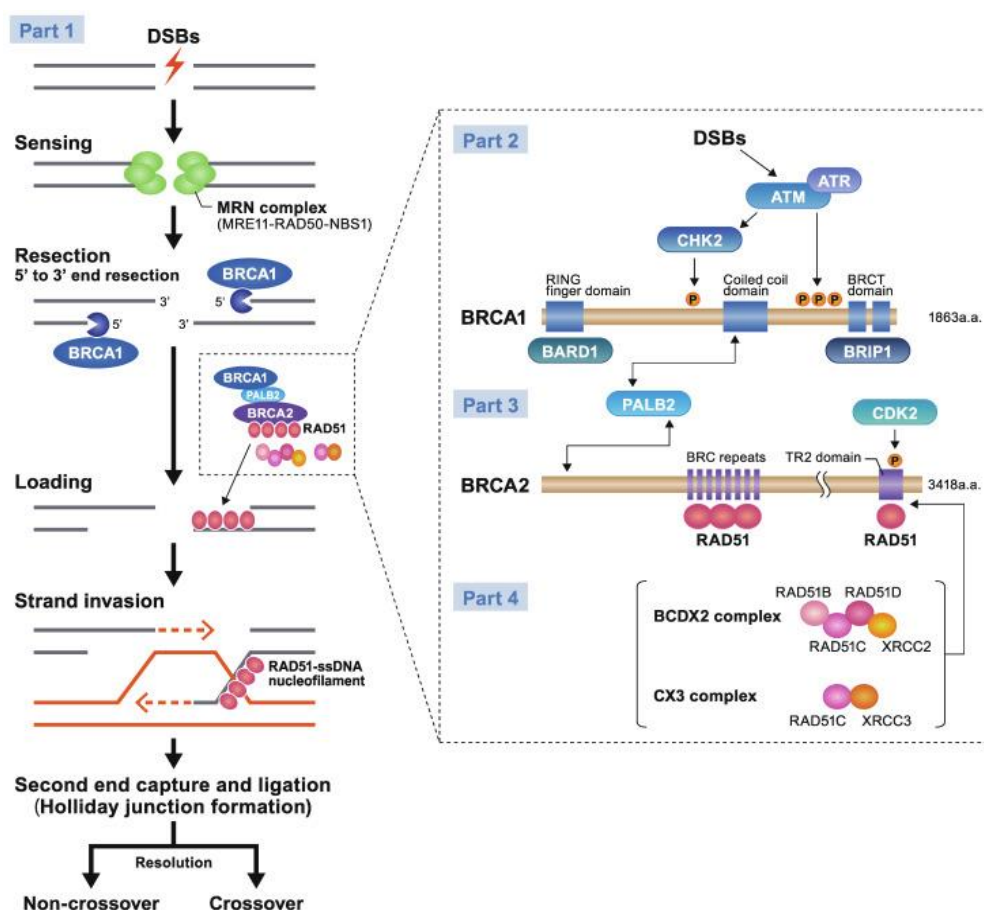 Part 1
DSBs
Sensing
MRN complex
(MRE11-RAD50-NBS1)
Resection
5' to 3' end resection
BRCA1
3'
5'
5'
3'
BRCA1
BRCA1
PALB2
BRCA2
RAD51
Loading
Strand invasion
RAD51-ssDNA
nucleofilament
Second end capture and ligation
(Holliday junction formation)
Resolution
Non-crossover
Crossover
Part 2
DSBs
ATR
ATM
CHK2
RING
finger domain
Coiled coil
domain
BRCT
domain
P
P P P
BRCA1
1863a.a.
BARD1
BRIP1
Part 3
PALB2
CDK2
BRC repeats
TR2 domain
P
BRCA2
3418a.a.
RAD51
RAD51
Part 4
RAD51B RAD51D
BCDX2 complex
RAD51C XRCC2
CX3 complex
RAD51C XRCC3